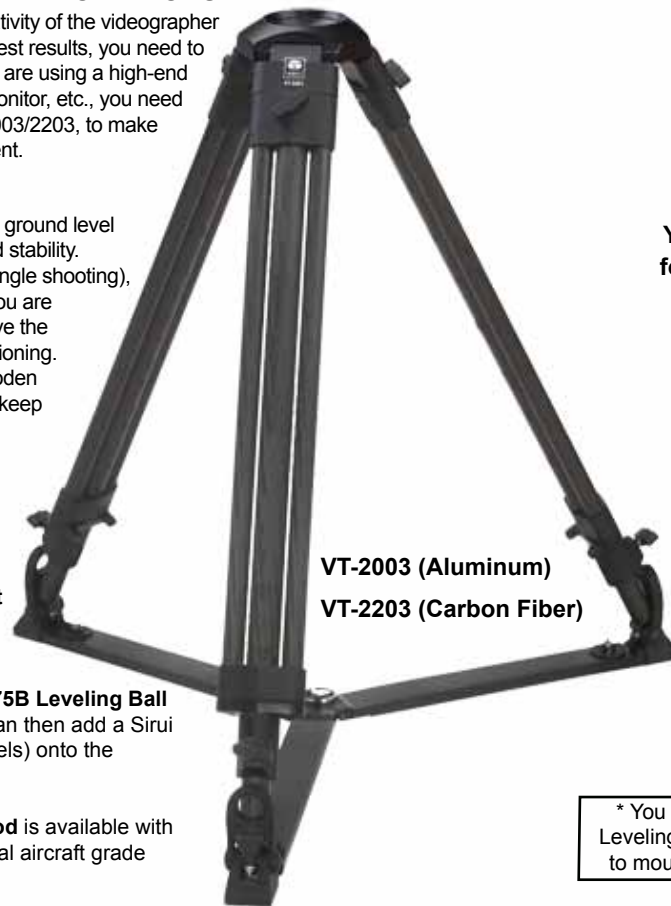 tivity of the videographer
est results, you need to
are using a high-end
onitor, etc., you need
003/2203, to make
ent.
ground level
d stability.
ngle shooting),
ou are
ve the
ioning.
oden
keep
Y
fo
VT-2003 (Aluminum)
VT-2203 (Carbon Fiber)
t
75B Leveling Ball
an then add a Sirui
els) onto the
od is available with
al aircraft grade
* You
Leveling
to mou